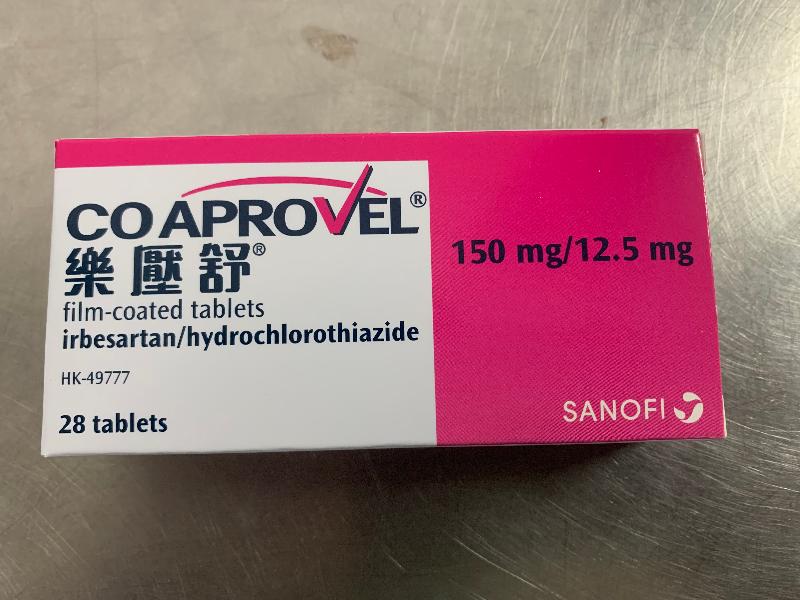 COAPROVEL®
樂壓舒®
film-coated tablets
irbesartan/hydrochlorothiazide
HK-49777
28 tablets
150 mg/12.5 mg
SANOFI